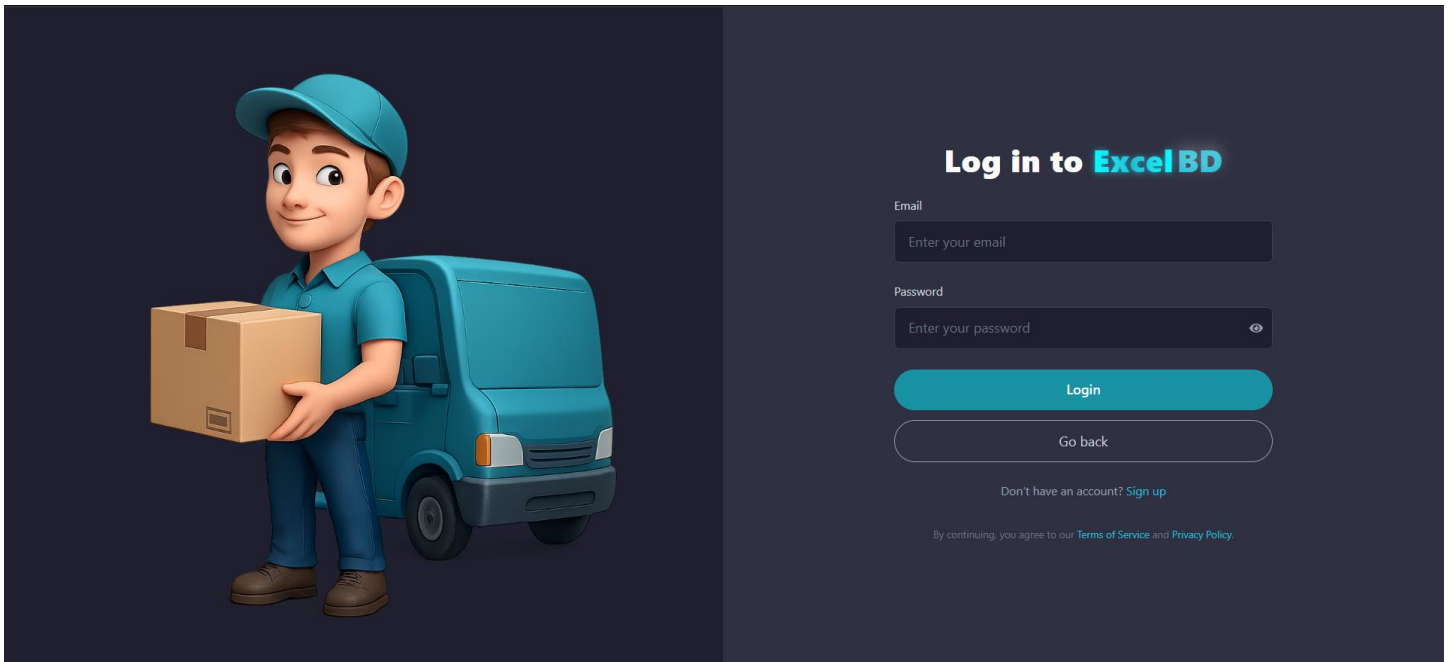 Log in to Excel BD
Email
Enter your email
Password
Enter your password
Login
Go back
Don't have an account? Sign up
By continuing, you agree to our Terms of Service and Privacy Policy.